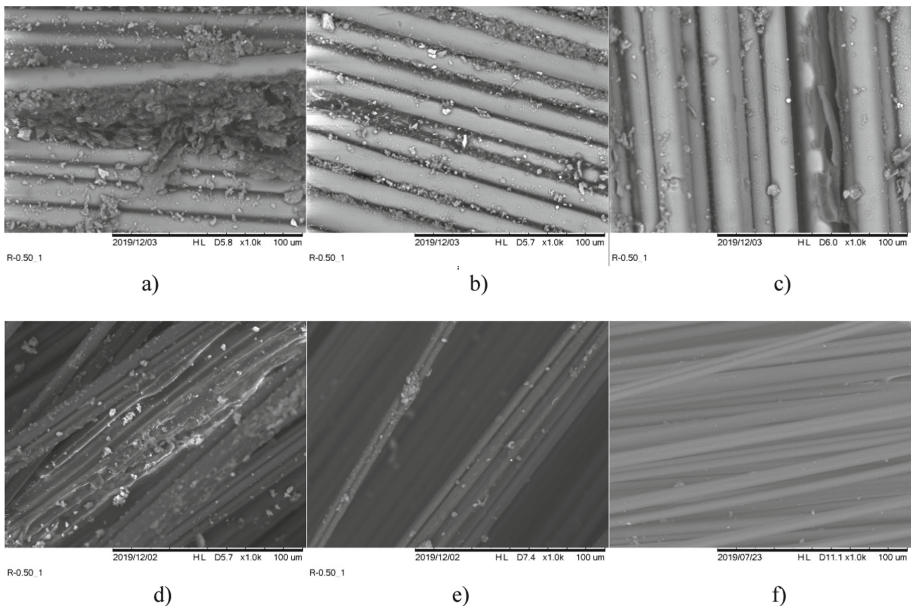 2019/12/03 HL D5.8 x1.0k 100 um
R-0.50_1
a)
2019/12/03 HL D5.7 x1.0k 100 um
R-0.50_1
b)
2019/12/03 HL D6.0 x1.0k 100 um
R-0.50_1
c)
2019/12/02 HL D5.7 x1.0k 100 um
R-0.50_1
d)
2019/12/02 HL D7.4 x1.0k 100 um
R-0.50_1
e)
2019/07/23 HL D11.1 x1.0k 100 um
f)